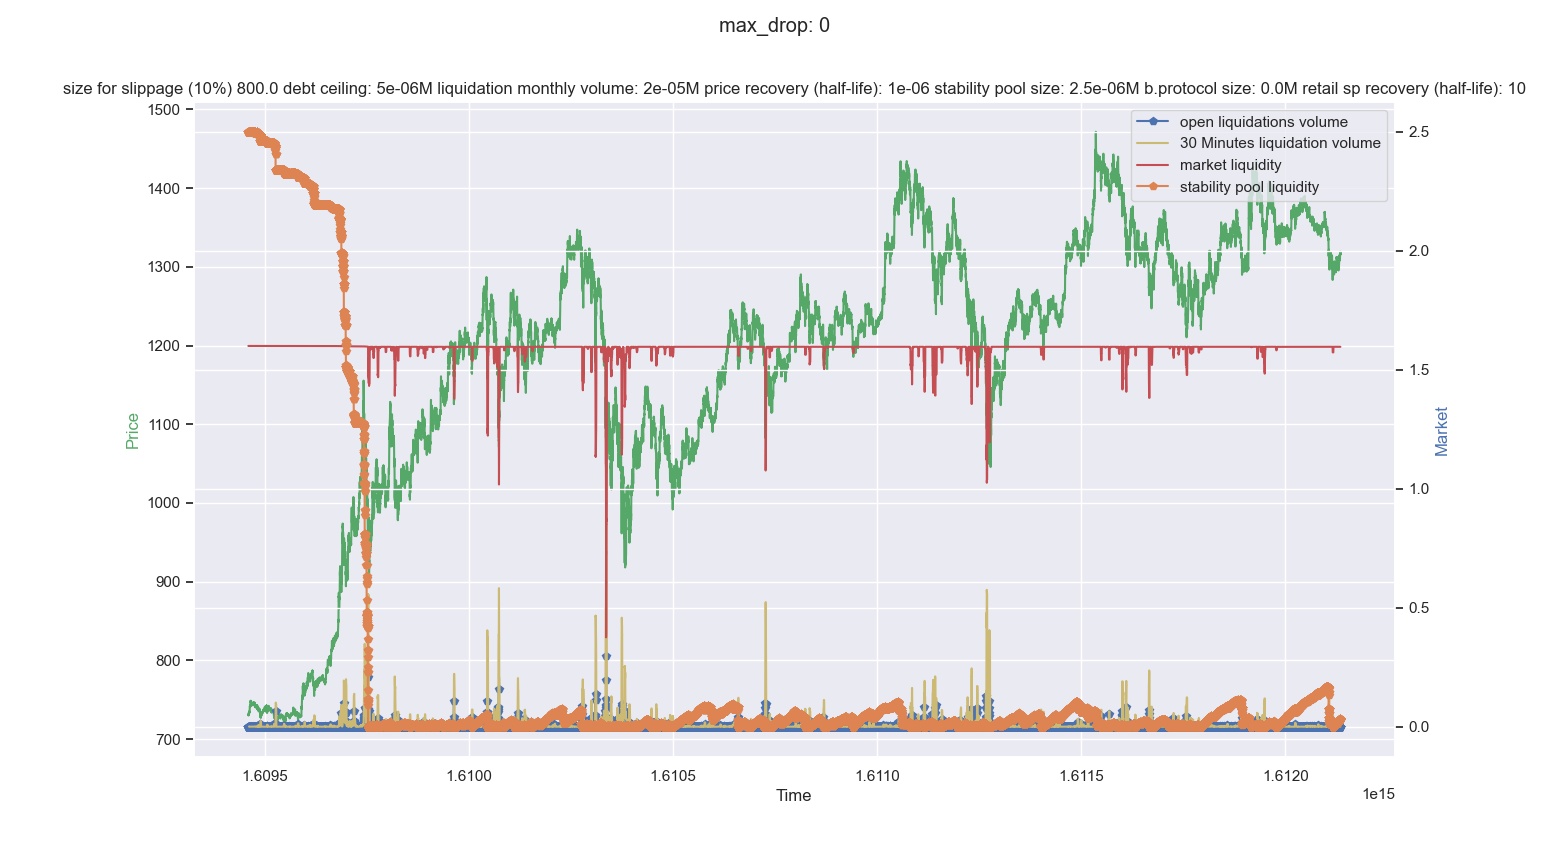 max_drop: 0
size for slippage (10%) 800.0 debt ceiling: 5e-06M liquidation monthly volume: 2e-05M price recovery (half-life): 1e-06 stability pool size: 2.5e-06M b.protocol size: 0.0M retail sp recovery (half-life): 10
open liquidations volume
30 Minutes liquidation volume
market liquidity
stability pool liquidity
1500
1400
1300
1200
1100
1000
900
800
700
Price
2.5
2.0
1.5
1.0
0.5
0.0
Market
1.6095
1.6100
1.6105
1.6110
1.6115
1.6120
Time
1e15